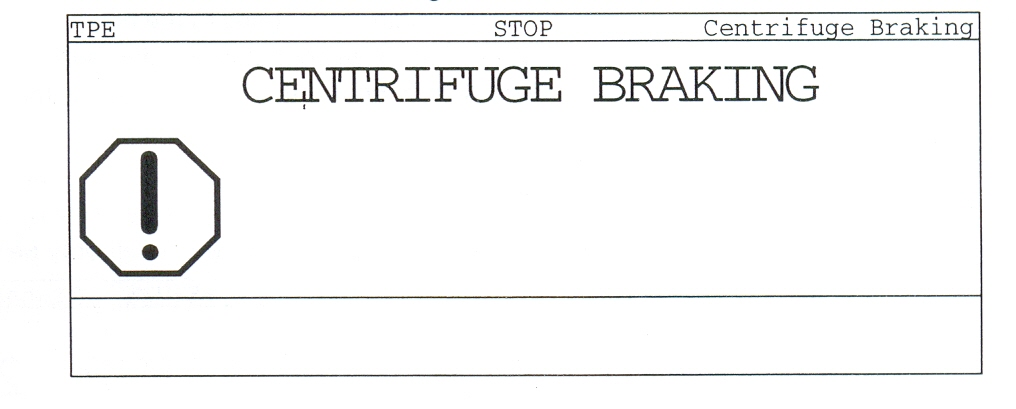 TPE STOP Centrifuge Braking
CENTRIFUGE BRAKING
!